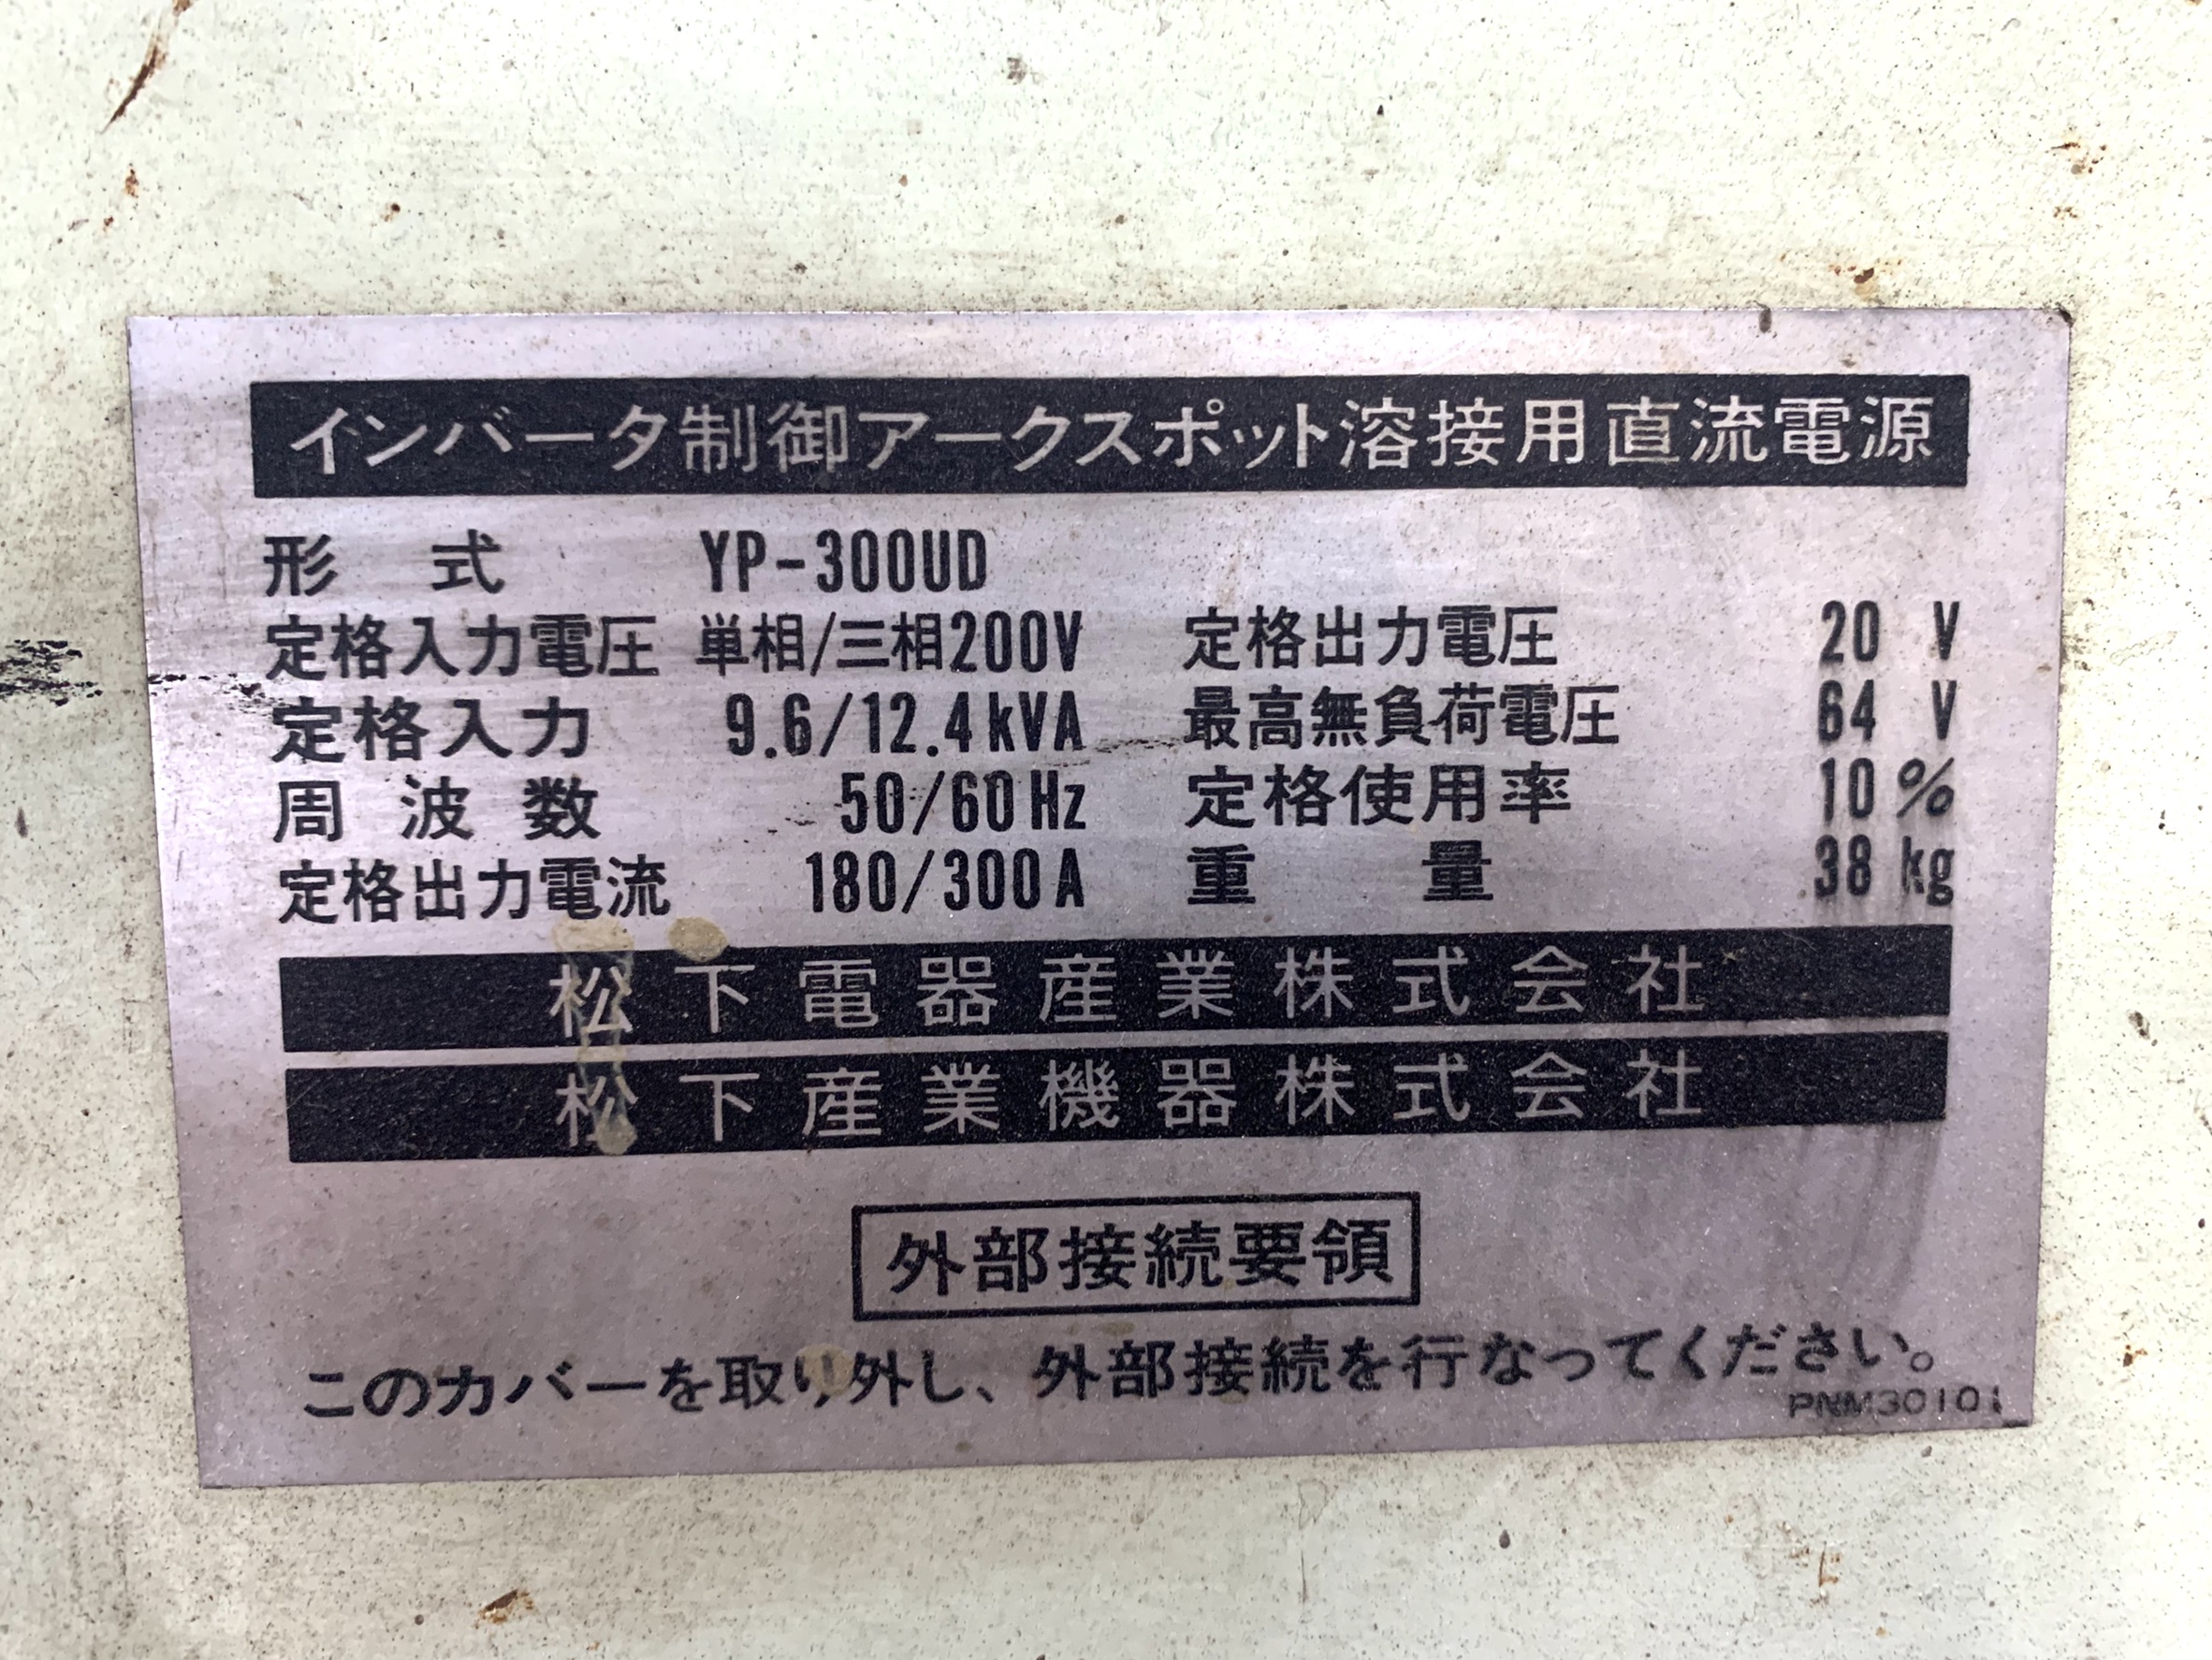 インバータ制御アークスポット溶接用直流電源
形式 YP-300UD
定格入力電圧 単相/三相200V 定格出力電圧 20 V
定格入力 9.6/12.4kVA 最高無負荷電圧 64 V
周波数 50/60Hz 定格使用率 10%
定格出力電流 180/300A 重量 38 kg
松下電器産業株式会社
松下産業機器株式会社
外部接続要領
このカバーを取り外し、外部接続を行なってください。
PNM30101